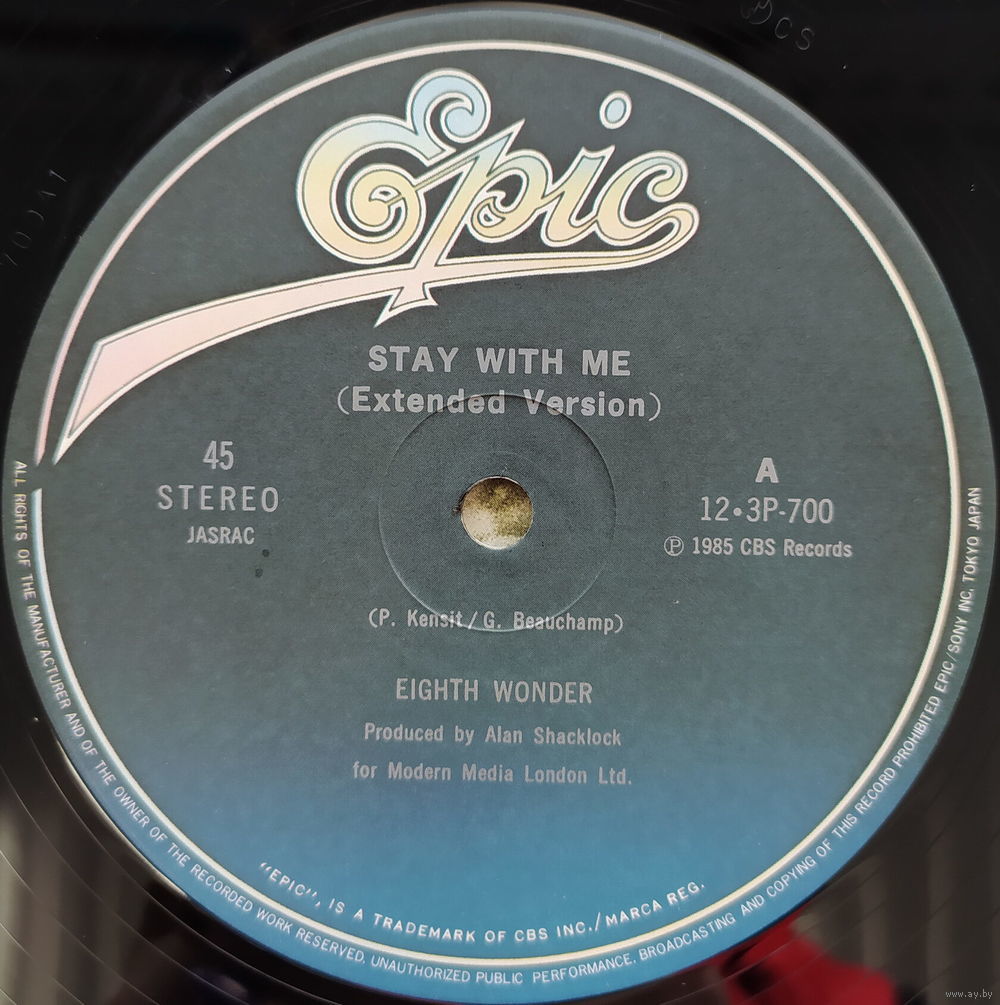 Epic
STAY WITH ME
(Extended Version)
45
STEREO
JASRAC
A
12•3P-700
Ⓟ 1985 CBS Records
(P. Kensit / G. Beauchamp)
EIGHTH WONDER
Produced by Alan Shacklock
for Modern Media London Ltd.
“EPIC”, IS A TRADEMARK OF CBS INC./MARCA REG.
ALL RIGHTS OF THE MANUFACTURER AND OF THE OWNER OF THE RECORDED WORK RESERVED. UNAUTHORIZED PUBLIC PERFORMANCE, BROADCASTING AND COPYING OF THIS RECORD PROHIBITED EPIC/SONY INC. TOKYO JAPAN
www.ay.by